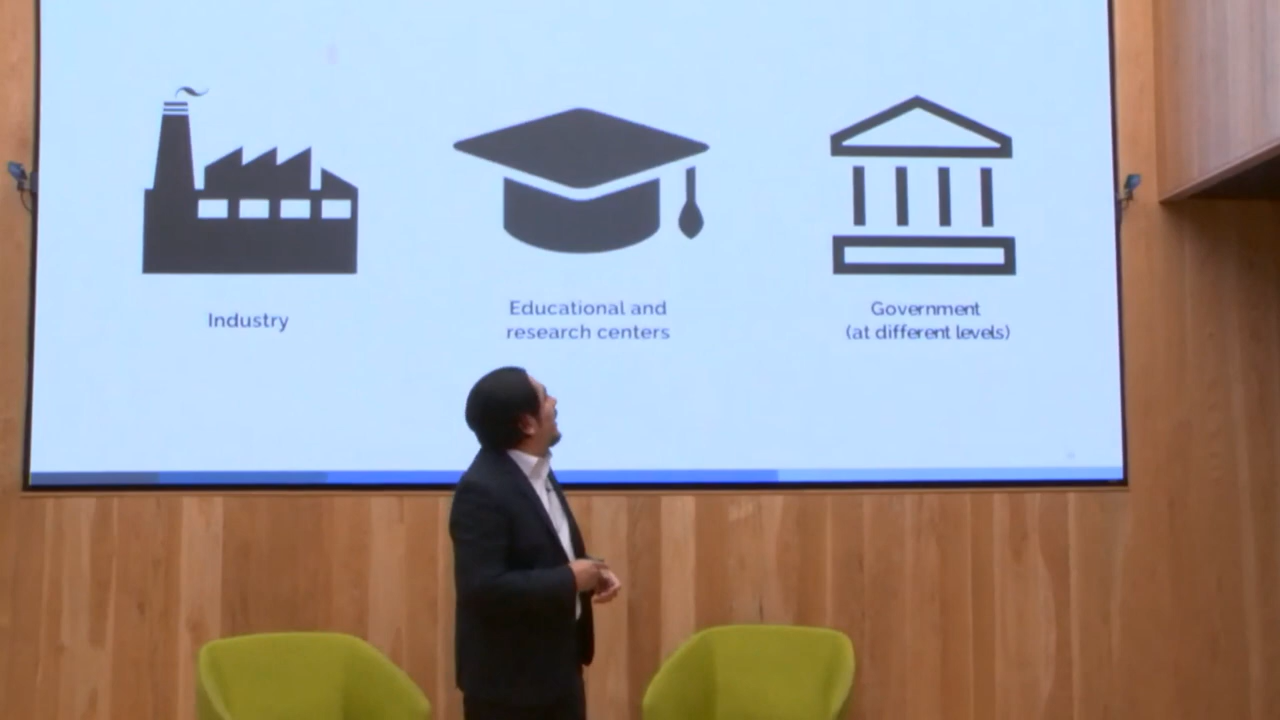 Industry
Educational and
research centers
Government
(at different levels)